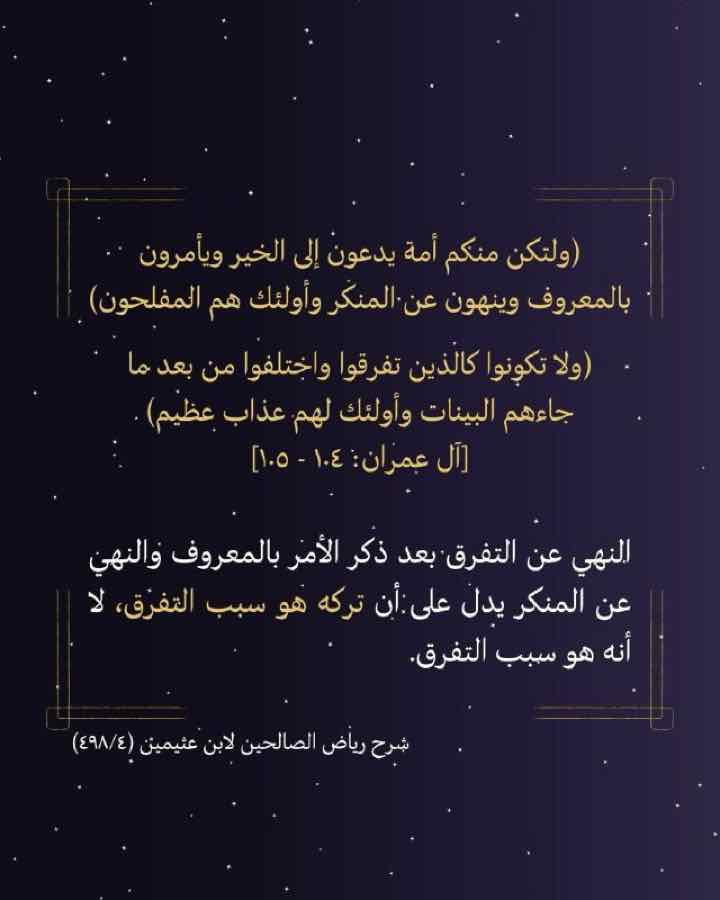 (ولتكن منكم أمة يدعون إلى الخير ويأمرون
بالمعروف وينهون عن المنكر وأولئك هم المفلحون)
(ولا تكونوا كالذين تفرقوا واختلفوا من بعد ما
جاءهم البينات وأولئك لهم عذاب عظيم)
[آل عمران: ١٠٤ - ١٠٥]
النهي عن التفرق بعد ذكر الأمر بالمعروف والنهي
عن المنكر يدل على أن تركه هو سبب التفرق، لا
أنه هو سبب التفرق.
شرح رياض الصالحين لابن عثيمين (٤٩٨/٤)